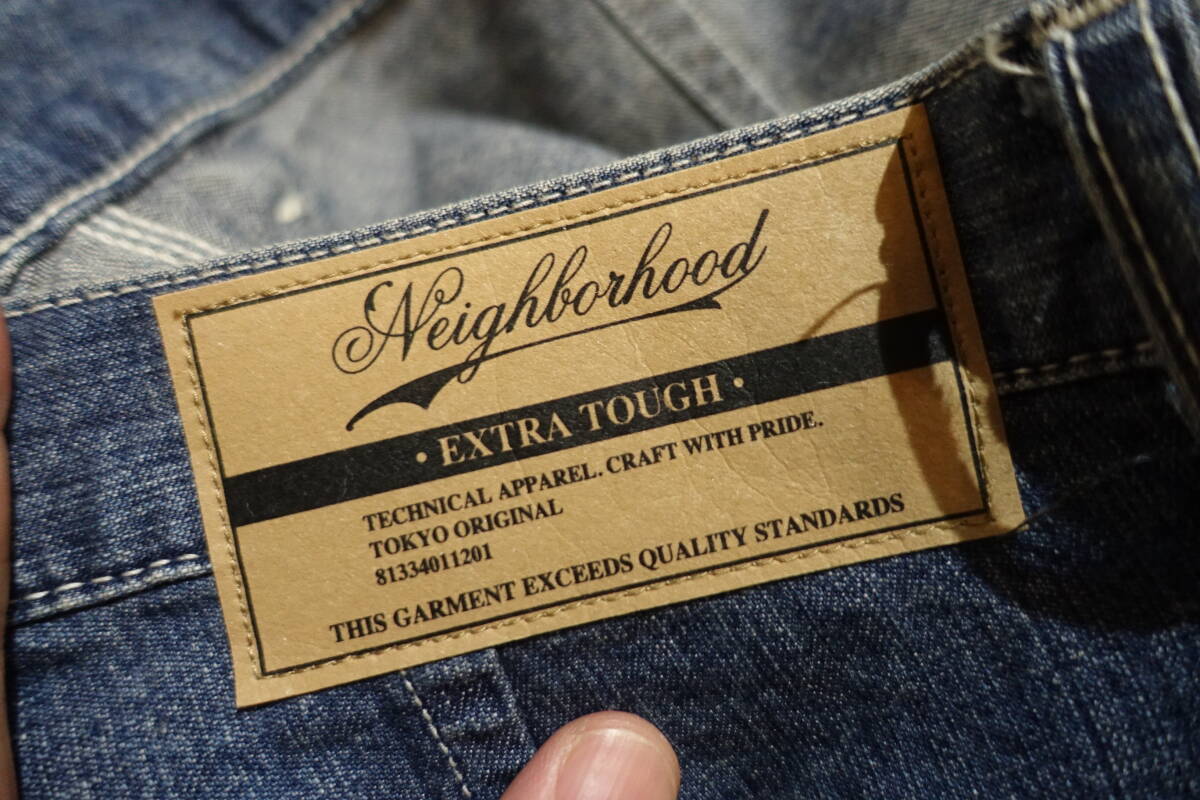 Neighborhood
• EXTRA TOUGH •
TECHNICAL APPAREL. CRAFT WITH PRIDE.
TOKYO ORIGINAL
81334011201
THIS GARMENT EXCEEDS QUALITY STANDARDS